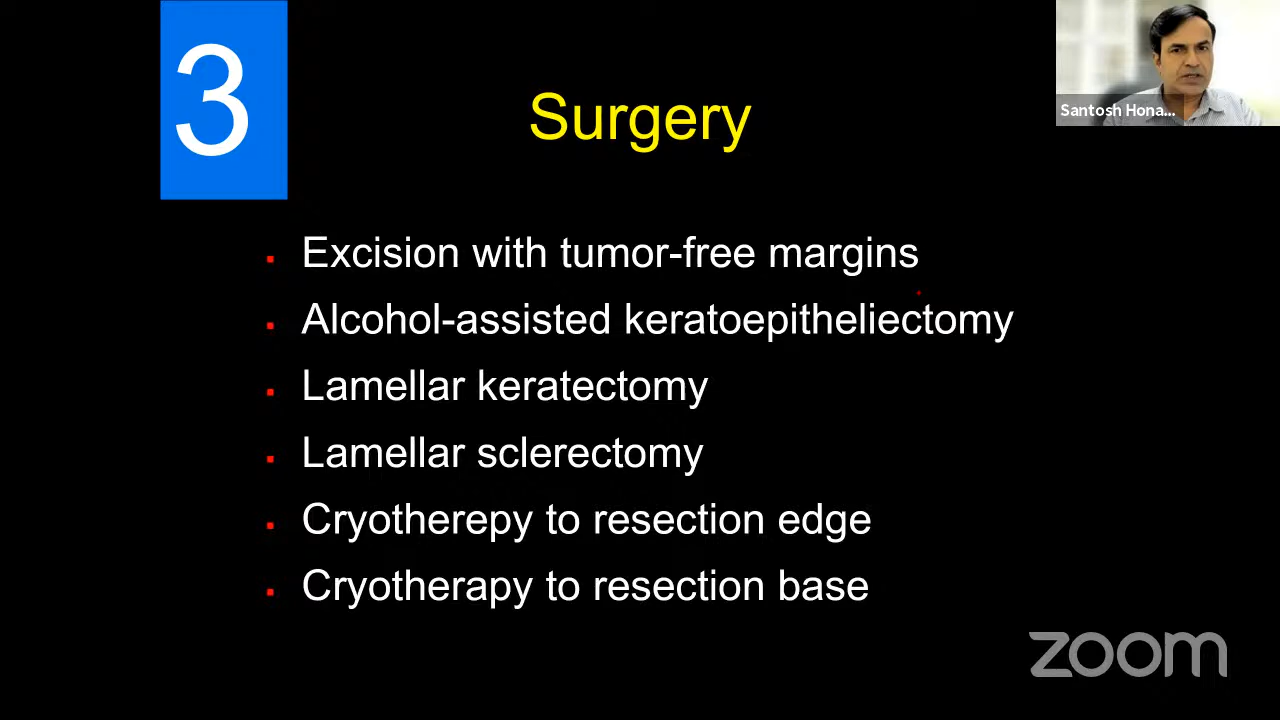 3
Surgery
Santosh Hona...
Excision with tumor-free margins
Alcohol-assisted keratoepitheliectomy
Lamellar keratectomy
Lamellar sclerectomy
Cryotherepy to resection edge
Cryotherapy to resection base
zoom